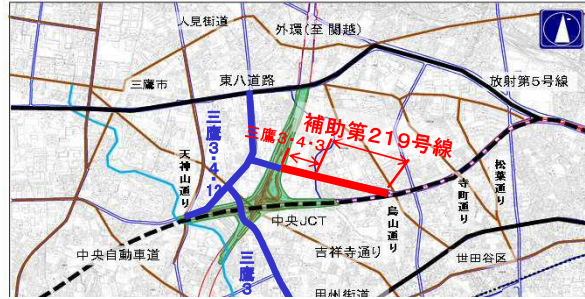 人見街道
外環(至 関越)
三鷹市
東八道路
放射第5号線
補助第219号線
三鷹3・4・3
三鷹3・4・12
天神山通り
松葉通り
寺町通り
烏山通り
中央JCT
吉祥寺通り
中央自動車道
世田谷区
三鷹3
甲州街道